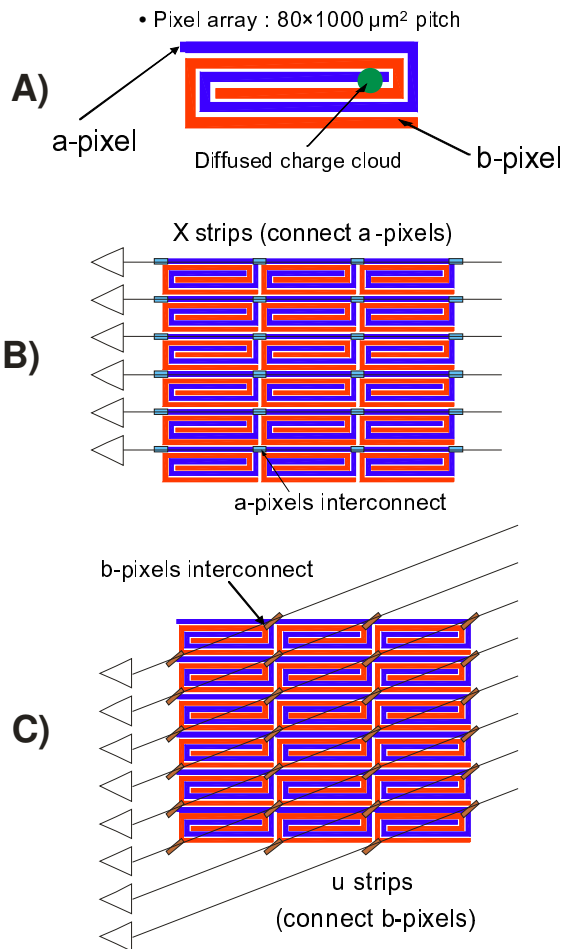 • Pixel array : 80×1000 µm² pitch
A)
a-pixel
Diffused charge cloud
b-pixel
X strips (connect a-pixels)
B)
a-pixels interconnect
b-pixels interconnect
C)
u strips
(connect b-pixels)